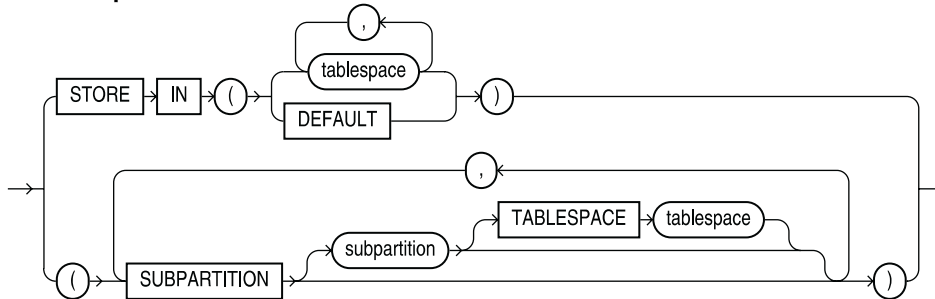 ,
tablespace
STORE IN ( DEFAULT )
,
TABLESPACE tablespace
subpartition
( SUBPARTITION )